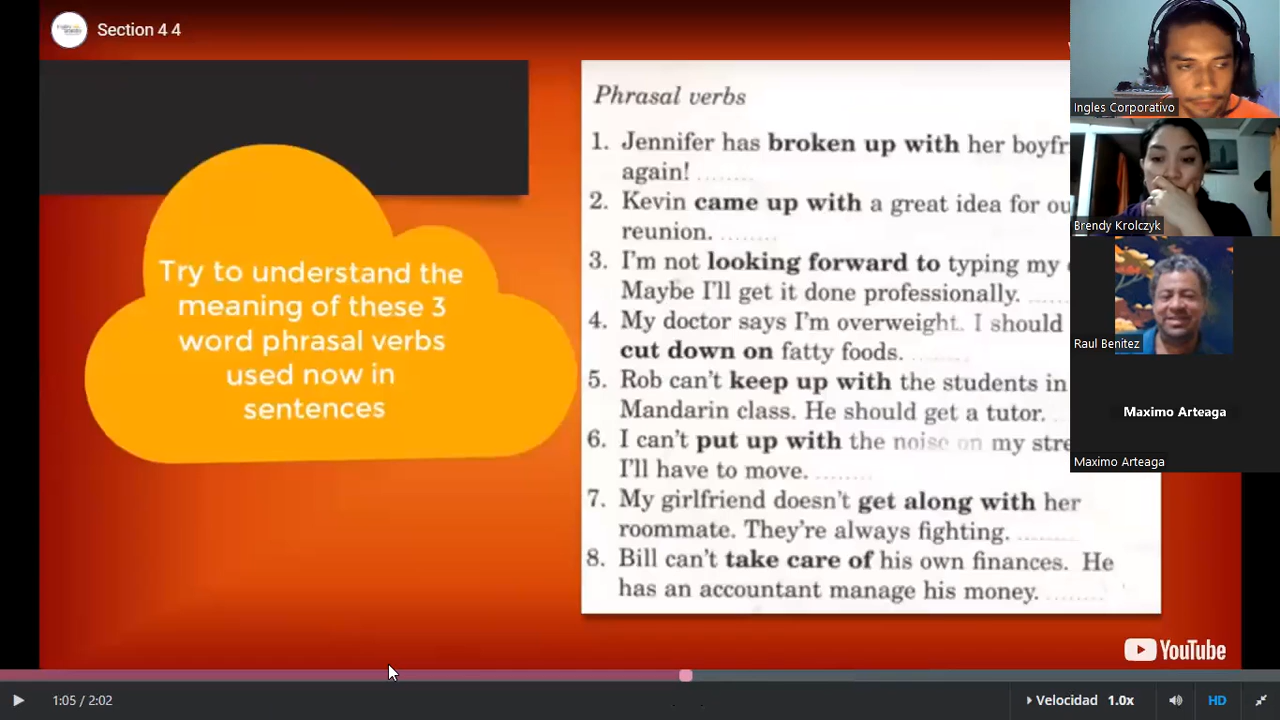 Section 4 4
Try to understand the
meaning of these 3
word phrasal verbs
used now in
sentences
Phrasal verbs
1. Jennifer has broken up with her boyfr
again! ........
2. Kevin came up with a great idea for ou
reunion. ........
3. I'm not looking forward to typing my
Maybe I'll get it done professionally. ......
4. My doctor says I'm overweight. I should
cut down on fatty foods. ........
5. Rob can't keep up with the students in
Mandarin class. He should get a tutor. ..
6. I can't put up with the noise on my stre
I'll have to move. ........
7. My girlfriend doesn't get along with her
roommate. They're always fighting. ........
8. Bill can't take care of his own finances. He
has an accountant manage his money. ........
YouTube
Ingles Corporativo
Brendy Krolczyk
Raul Benitez
Maximo Arteaga
Maximo Arteaga
1:05 / 2:02
Velocidad 1.0x
HD